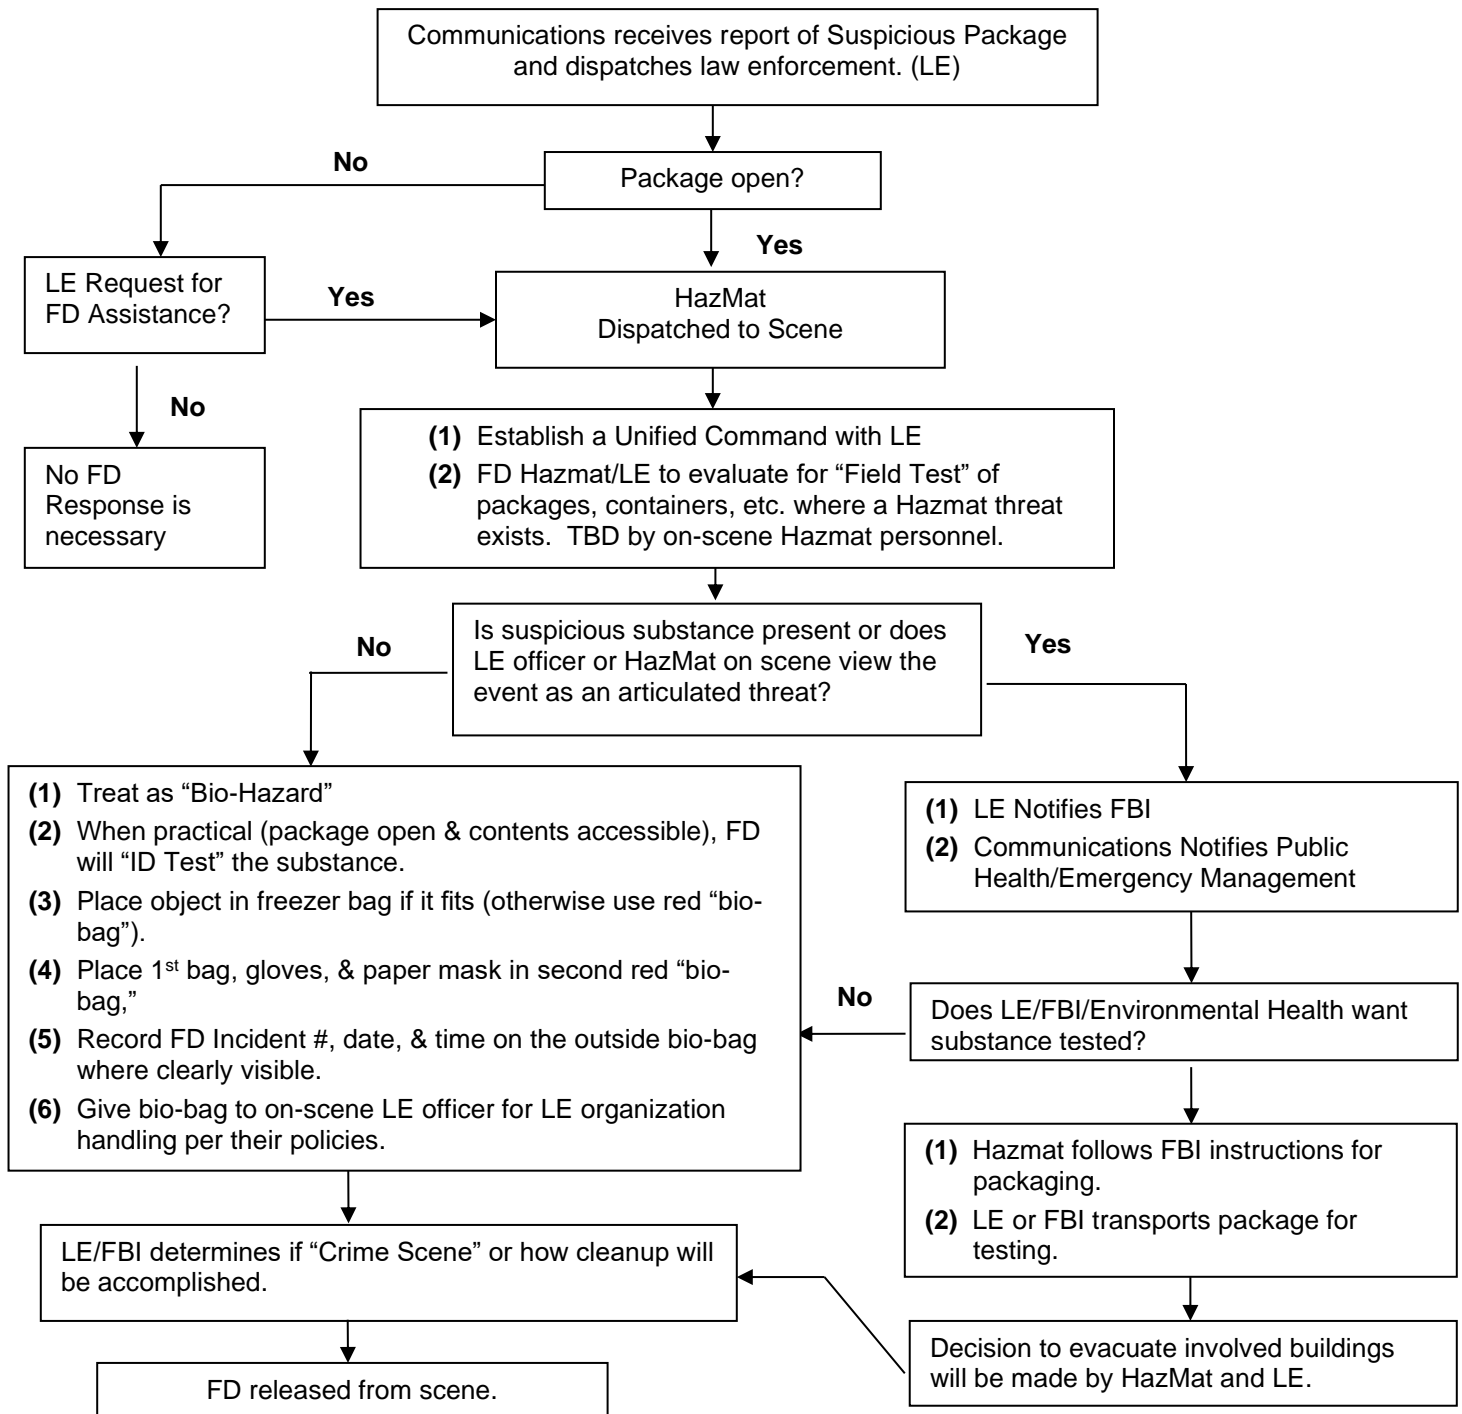 Communications receives report of Suspicious Package
and dispatches law enforcement. (LE)
No
Package open?
Yes
LE Request for
FD Assistance?
Yes
HazMat
Dispatched to Scene
No
No FD
Response is
necessary
(1) Establish a Unified Command with LE
(2) FD Hazmat/LE to evaluate for “Field Test” of
packages, containers, etc. where a Hazmat threat
exists.  TBD by on-scene Hazmat personnel.
No
Is suspicious substance present or does
LE officer or HazMat on scene view the
event as an articulated threat?
Yes
(1) Treat as “Bio-Hazard”
(2) When practical (package open & contents accessible), FD
will “ID Test” the substance.
(3) Place object in freezer bag if it fits (otherwise use red “bio-
bag”).
(4) Place 1st bag, gloves, & paper mask in second red “bio-
bag,”
(5) Record FD Incident #, date, & time on the outside bio-bag
where clearly visible.
(6) Give bio-bag to on-scene LE officer for LE organization
handling per their policies.
(1) LE Notifies FBI
(2) Communications Notifies Public
Health/Emergency Management
No
Does LE/FBI/Environmental Health want
substance tested?
(1) Hazmat follows FBI instructions for
packaging.
(2) LE or FBI transports package for
testing.
LE/FBI determines if “Crime Scene” or how cleanup will
be accomplished.
Decision to evacuate involved buildings
will be made by HazMat and LE.
FD released from scene.